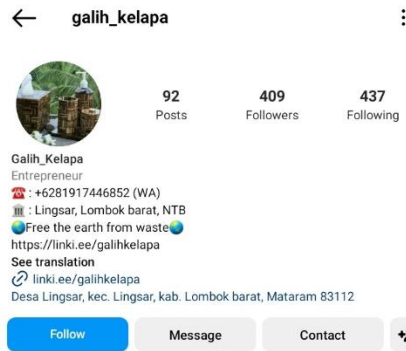 galih_kelapa
92 409 437
Posts Followers Following
Galih_Kelapa
Entrepreneur
☎ : +6281917446852 (WA)
🏛 : Lingsar, Lombok barat, NTB
🌏Free the earth from waste🌏
https://linki.ee/galihkelapa
See translation
linki.ee/galihkelapa
Desa Lingsar, kec. Lingsar, kab. Lombok barat, Mataram 83112
Follow Message Contact